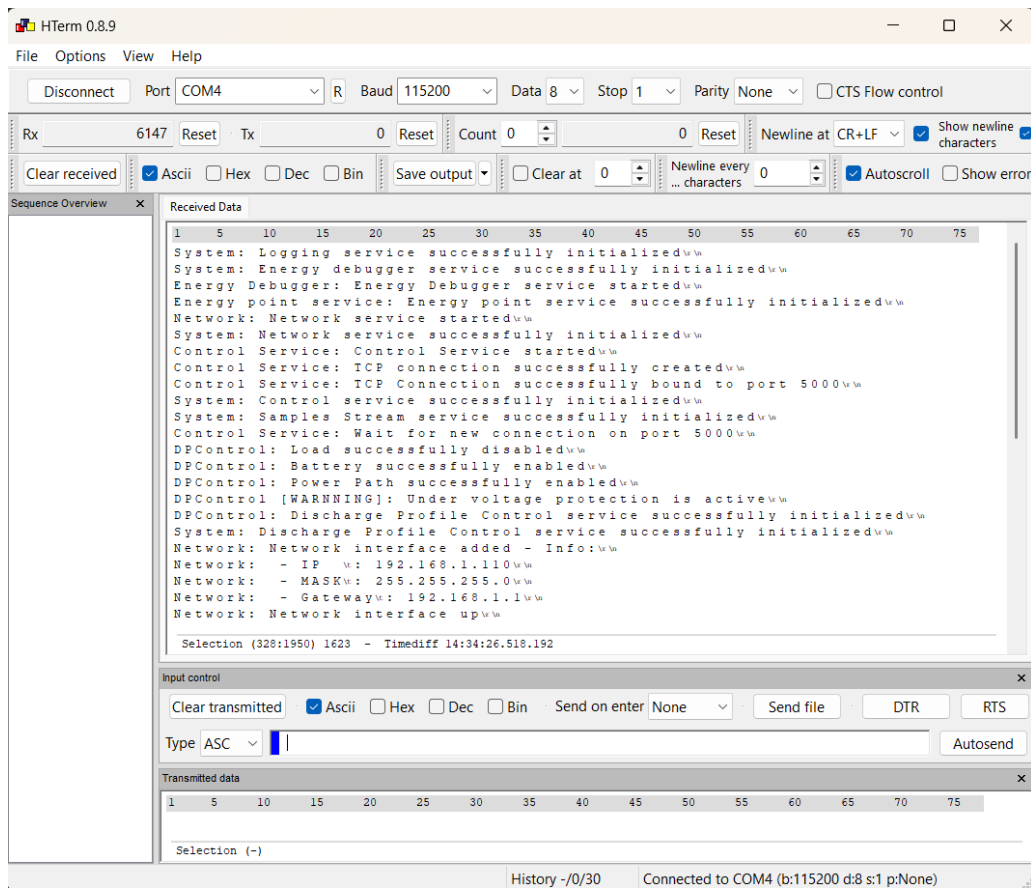 HTerm 0.8.9
File Options View Help
Disconnect Port COM4 R Baud 115200 Data 8 Stop 1 Parity None CTS Flow control
Rx 6147 Reset Tx 0 Reset Count 0 0 Reset Newline at CR+LF Show newline characters
Clear received Ascii Hex Dec Bin Save output Clear at 0 Newline every ... characters 0 Autoscroll Show error
Sequence Overview x
Received Data
1 5 10 15 20 25 30 35 40 45 50 55 60 65 70 75
System: Logging service successfully initialized\r\n
System: Energy debugger service successfully initialized\r\n
Energy Debugger: Energy Debugger service started\r\n
Energy point service: Energy point service successfully initialized\r\n
Network: Network service started\r\n
System: Network service successfully initialized\r\n
Control Service: Control Service started\r\n
Control Service: TCP connection successfully created\r\n
Control Service: TCP Connection successfully bound to port 5000\r\n
System: Control service successfully initialized\r\n
System: Samples Stream service successfully initialized\r\n
Control Service: Wait for new connection on port 5000\r\n
DPControl: Load successfully disabled\r\n
DPControl: Battery successfully enabled\r\n
DPControl: Power Path successfully enabled\r\n
DPControl [WARNNING]: Under voltage protection is active\r\n
DPControl: Discharge Profile Control service successfully initialized\r\n
System: Discharge Profile Control service successfully initialized\r\n
Network: Network interface added - Info:\r\n
Network: - IP \t: 192.168.1.110\r\n
Network: - MASK\t: 255.255.255.0\r\n
Network: - Gateway\t: 192.168.1.1\r\n
Network: Network interface up\r\n
Selection (328:1950) 1623 - Timediff 14:34:26.518.192
Input control x
Clear transmitted Ascii Hex Dec Bin Send on enter None Send file DTR RTS
Type ASC Autosend
Transmitted data x
1 5 10 15 20 25 30 35 40 45 50 55 60 65 70 75
Selection (-)
History -/0/30 Connected to COM4 (b:115200 d:8 s:1 p:None)